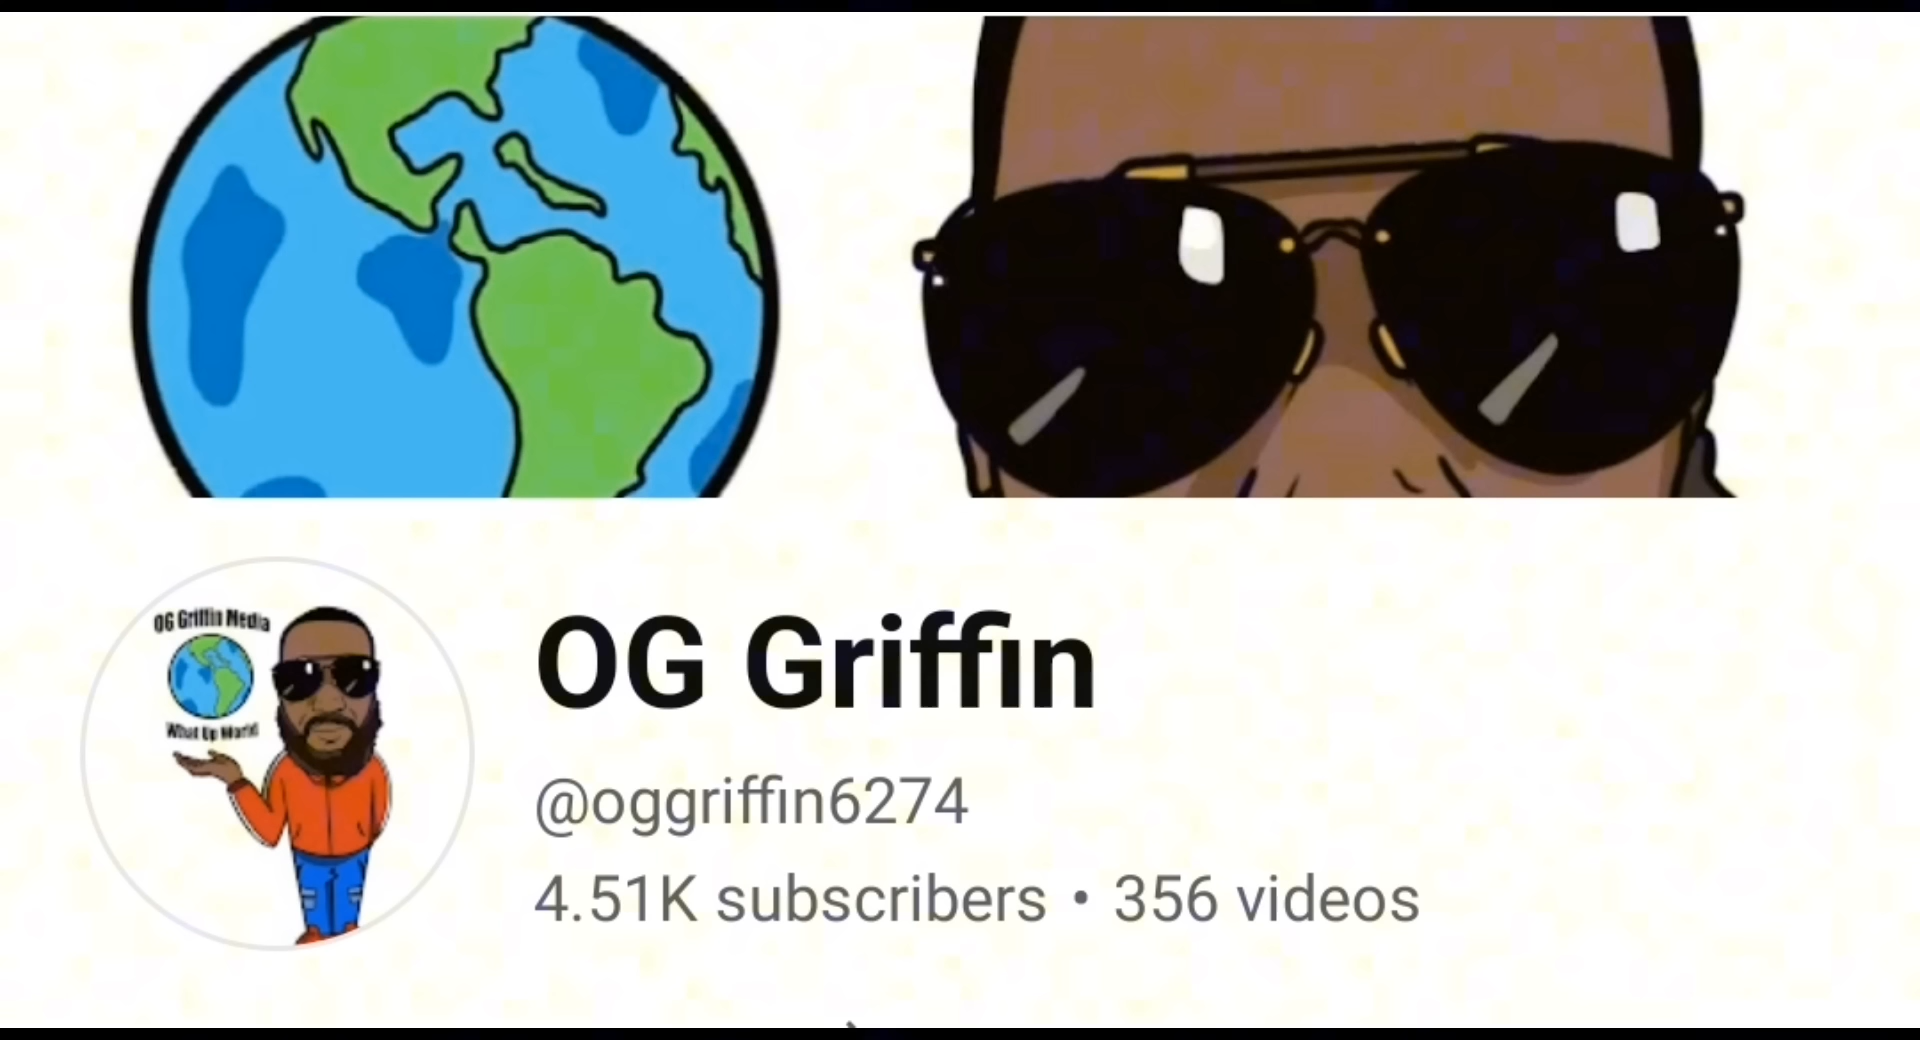 OG Griffin Media
What Up World
OG Griffin
@oggriffin6274
4.51K subscribers • 356 videos